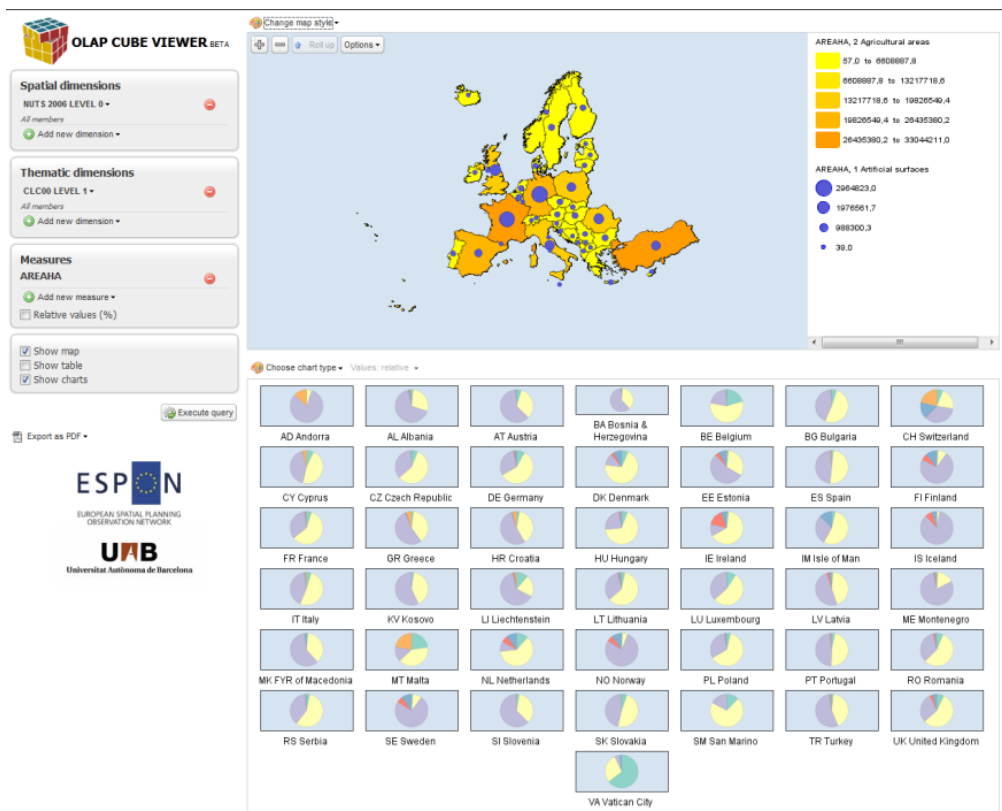 OLAP CUBE VIEWER BETA
Spatial dimensions
NUTS 2006 LEVEL 0
All members
Add new dimension
Thematic dimensions
CLC00 LEVEL 1
All members
Add new dimension
Measures
AREAHA
Add new measure
Relative values (%)
Show map
Show table
Show charts
Execute query
Export as PDF
ESPON
EUROPEAN SPATIAL PLANNING
OBSERVATION NETWORK
UAB
Universitat Autònoma de Barcelona
Change map style
Roll up Options
AREAHA, 2 Agricultural areas
57,0 to 6608887,8
6608887,8 to 13217718,6
13217718,6 to 19826549,4
19826549,4 to 26435380,2
26435380,2 to 33044211,0
AREAHA, 1 Artificial surfaces
2964823,0
1976561,7
988300,3
39,0
Choose chart type Values: relative
AD Andorra AL Albania AT Austria BA Bosnia & Herzegovina BE Belgium BG Bulgaria CH Switzerland
CY Cyprus CZ Czech Republic DE Germany DK Denmark EE Estonia ES Spain FI Finland
FR France GR Greece HR Croatia HU Hungary IE Ireland IM Isle of Man IS Iceland
IT Italy KV Kosovo LI Liechtenstein LT Lithuania LU Luxembourg LV Latvia ME Montenegro
MK FYR of Macedonia MT Malta NL Netherlands NO Norway PL Poland PT Portugal RO Romania
RS Serbia SE Sweden SI Slovenia SK Slovakia SM San Marino TR Turkey UK United Kingdom
VA Vatican City